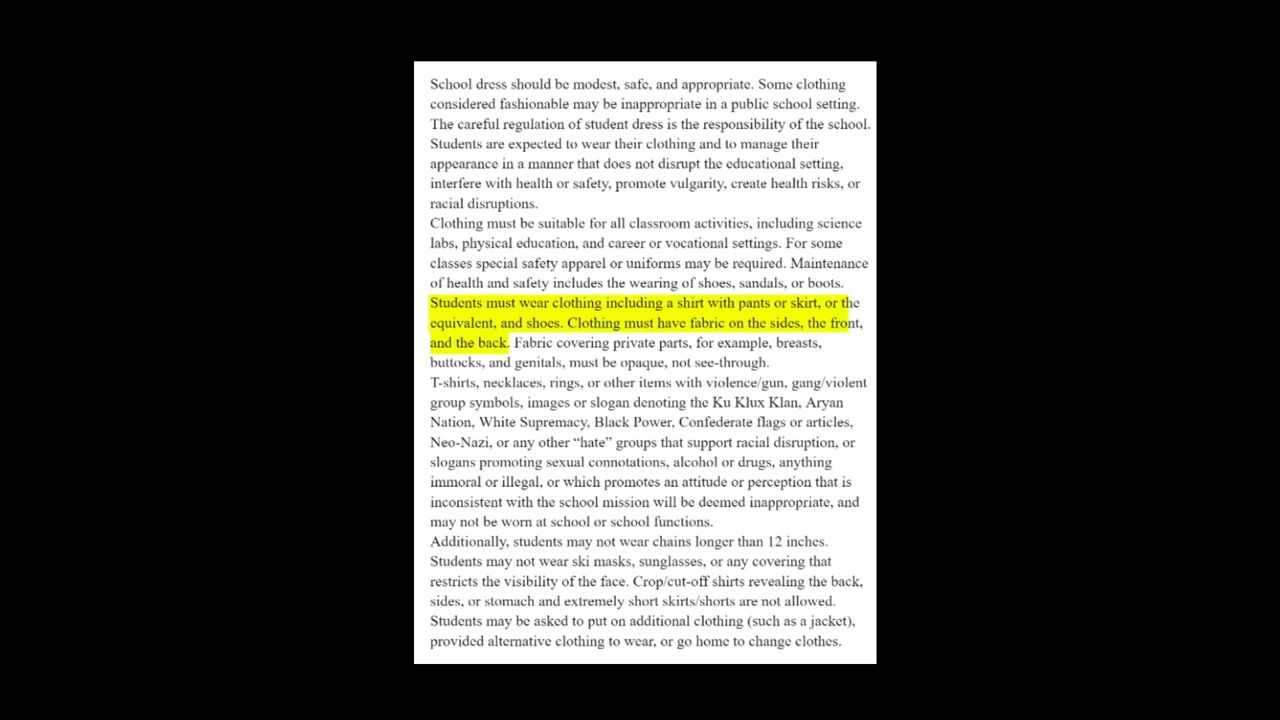 School dress should be modest, safe, and appropriate. Some clothing
considered fashionable may be inappropriate in a public school setting.
The careful regulation of student dress is the responsibility of the school.
Students are expected to wear their clothing and to manage their
appearance in a manner that does not disrupt the educational setting,
interfere with health or safety, promote vulgarity, create health risks, or
racial disruptions.
Clothing must be suitable for all classroom activities, including science
labs, physical education, and career or vocational settings. For some
classes special safety apparel or uniforms may be required. Maintenance
of health and safety includes the wearing of shoes, sandals, or boots.
Students must wear clothing including a shirt with pants or skirt, or the
equivalent, and shoes. Clothing must have fabric on the sides, the front,
and the back. Fabric covering private parts, for example, breasts,
buttocks, and genitals, must be opaque, not see-through.
T-shirts, necklaces, rings, or other items with violence/gun, gang/violent
group symbols, images or slogan denoting the Ku Klux Klan, Aryan
Nation, White Supremacy, Black Power, Confederate flags or articles,
Neo-Nazi, or any other “hate” groups that support racial disruption, or
slogans promoting sexual connotations, alcohol or drugs, anything
immoral or illegal, or which promotes an attitude or perception that is
inconsistent with the school mission will be deemed inappropriate, and
may not be worn at school or school functions.
Additionally, students may not wear chains longer than 12 inches.
Students may not wear ski masks, sunglasses, or any covering that
restricts the visibility of the face. Crop/cut-off shirts revealing the back,
sides, or stomach and extremely short skirts/shorts are not allowed.
Students may be asked to put on additional clothing (such as a jacket),
provided alternative clothing to wear, or go home to change clothes.